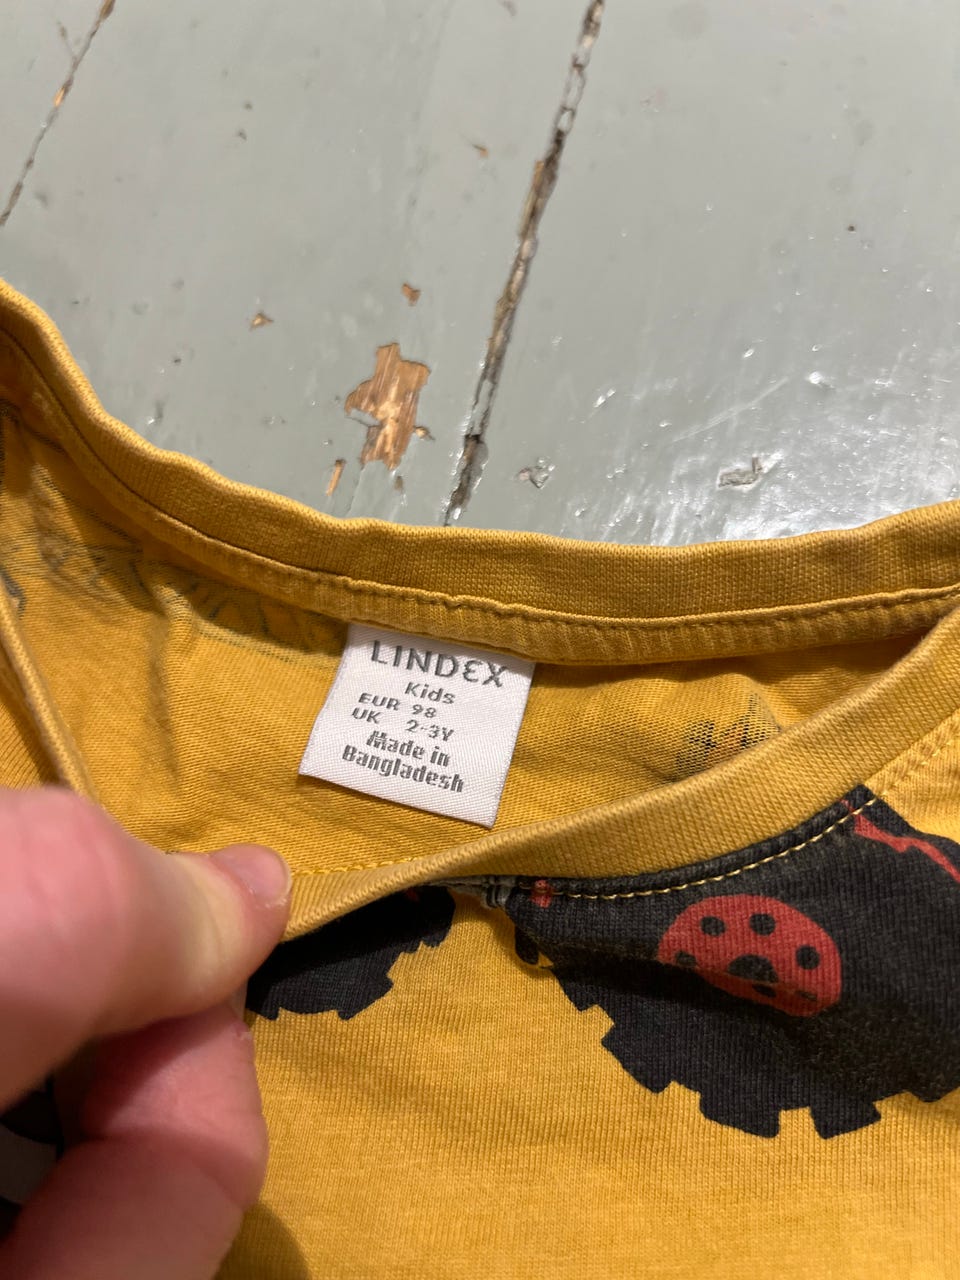 LINDEX
Kids
EUR 98
UK 2-3Y
Made in
Bangladesh